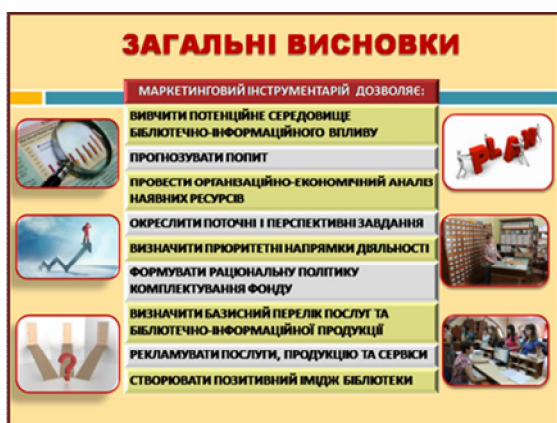 ЗАГАЛЬНІ ВИСНОВКИ
МАРКЕТИНГОВИЙ ІНСТРУМЕНТАРІЙ ДОЗВОЛЯЄ:
ВИВЧИТИ ПОТЕНЦІЙНЕ СЕРЕДОВИЩЕ
БІБЛІОТЕЧНО-ІНФОРМАЦІЙНОГО ВПЛИВУ
ПРОГНОЗУВАТИ ПОПИТ
ПРОВЕСТИ ОРГАНІЗАЦІЙНО-ЕКОНОМІЧНИЙ АНАЛІЗ
НАЯВНИХ РЕСУРСІВ
ОКРЕСЛИТИ ПОТОЧНІ І ПЕРСПЕКТИВНІ ЗАВДАННЯ
ВИЗНАЧИТИ ПРІОРИТЕТНІ НАПРЯМКИ ДІЯЛЬНОСТІ
ФОРМУВАТИ РАЦІОНАЛЬНУ ПОЛІТИКУ
КОМПЛЕКТУВАННЯ ФОНДУ
ВИЗНАЧИТИ БАЗИСНИЙ ПЕРЕЛІК ПОСЛУГ ТА
БІБЛІОТЕЧНО-ІНФОРМАЦІЙНОЇ ПРОДУКЦІЇ
РЕКЛАМУВАТИ ПОСЛУГИ, ПРОДУКЦІЮ ТА СЕРВІСИ
СТВОРЮВАТИ ПОЗИТИВНИЙ ІМІДЖ БІБЛІОТЕКИ
PLAN
?